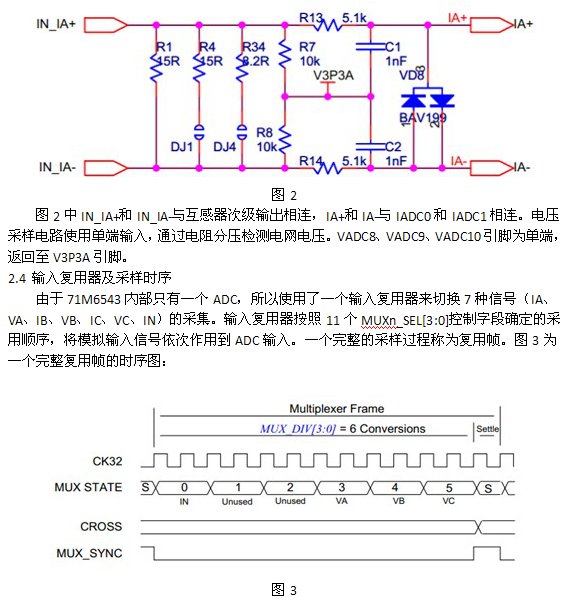 IN_IA+
R13
5.1k
IA+
IA+
R1
15R
R4
15R
R34
8.2R
R7
10k
C1
1nF
V3P3A
VD8
3
BAV199
1
2
R8
10k
DJ1
DJ4
C2
1nF
IN_IA-
R14
5.1k
IA-
IA-
图 2
图 2 中 IN_IA+和 IN_IA-与互感器次级输出相连，IA+和 IA-与 IADC0 和 IADC1 相连。电压
采样电路使用单端输入，通过电阻分压检测电网电压。VADC8、VADC9、VADC10 引脚为单端，
返回至 V3P3A 引脚。
2.4 输入复用器及采样时序
由于 71M6543 内部只有一个 ADC，所以使用了一个输入复用器来切换 7 种信号（IA、
VA、IB、VB、IC、VC、IN）的采集。输入复用器按照 11 个 MUXn_SEL[3:0]控制字段确定的采
用顺序，将模拟输入信号依次作用到 ADC 输入。一个完整的采样过程称为复用帧。图 3 为
一个完整复用帧的时序图：
Multiplexer Frame
MUX_DIV[3:0] = 6 Conversions
Settle
CK32
MUX STATE
S 0 1 2 3 4 5 S
IN Unused Unused VA VB VC
CROSS
MUX_SYNC
图 3